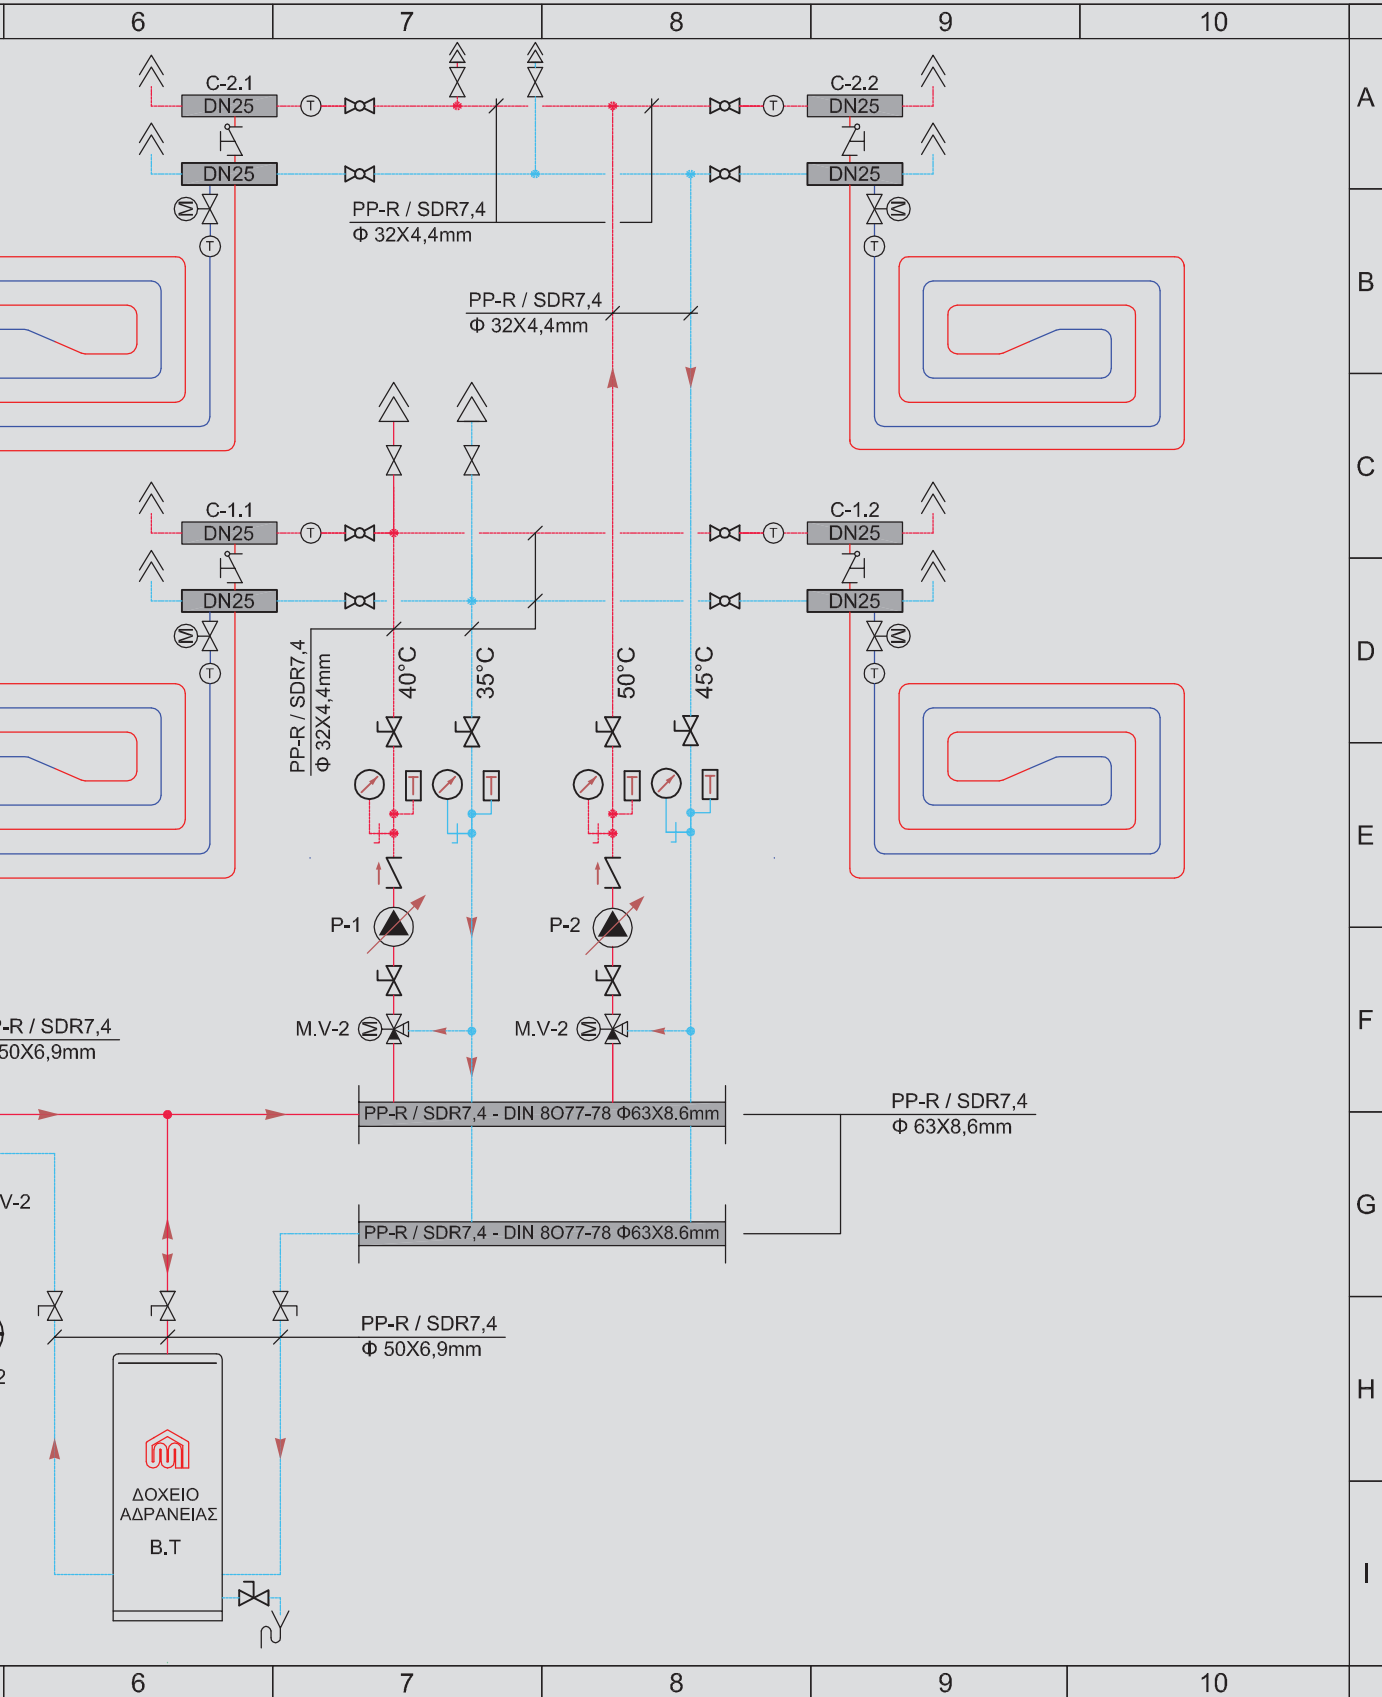 6 7 8 9 10
A
C-2.1
DN25
T
T
C-2.2
DN25
DN25
DN25
PP-R / SDR7,4
Φ 32X4,4mm
M
M
T
T
B
PP-R / SDR7,4
Φ 32X4,4mm
C
C-1.1
DN25
T
T
C-1.2
DN25
DN25
DN25
M
M
T
T
D
PP-R / SDR7,4
Φ 32X4,4mm
40°C
35°C
50°C
45°C
T
T
T
T
E
P-1
P-2
F
P-R / SDR7,4
50X6,9mm
M.V-2 M
M.V-2 M
PP-R / SDR7,4 - DIN 8O77-78 Φ63X8.6mm
PP-R / SDR7,4
Φ 63X8,6mm
V-2
G
PP-R / SDR7,4 - DIN 8O77-78 Φ63X8.6mm
PP-R / SDR7,4
Φ 50X6,9mm
2
H
ΔΟΧΕΙΟ
ΑΔΡΑΝΕΙΑΣ
B.T
I
6 7 8 9 10